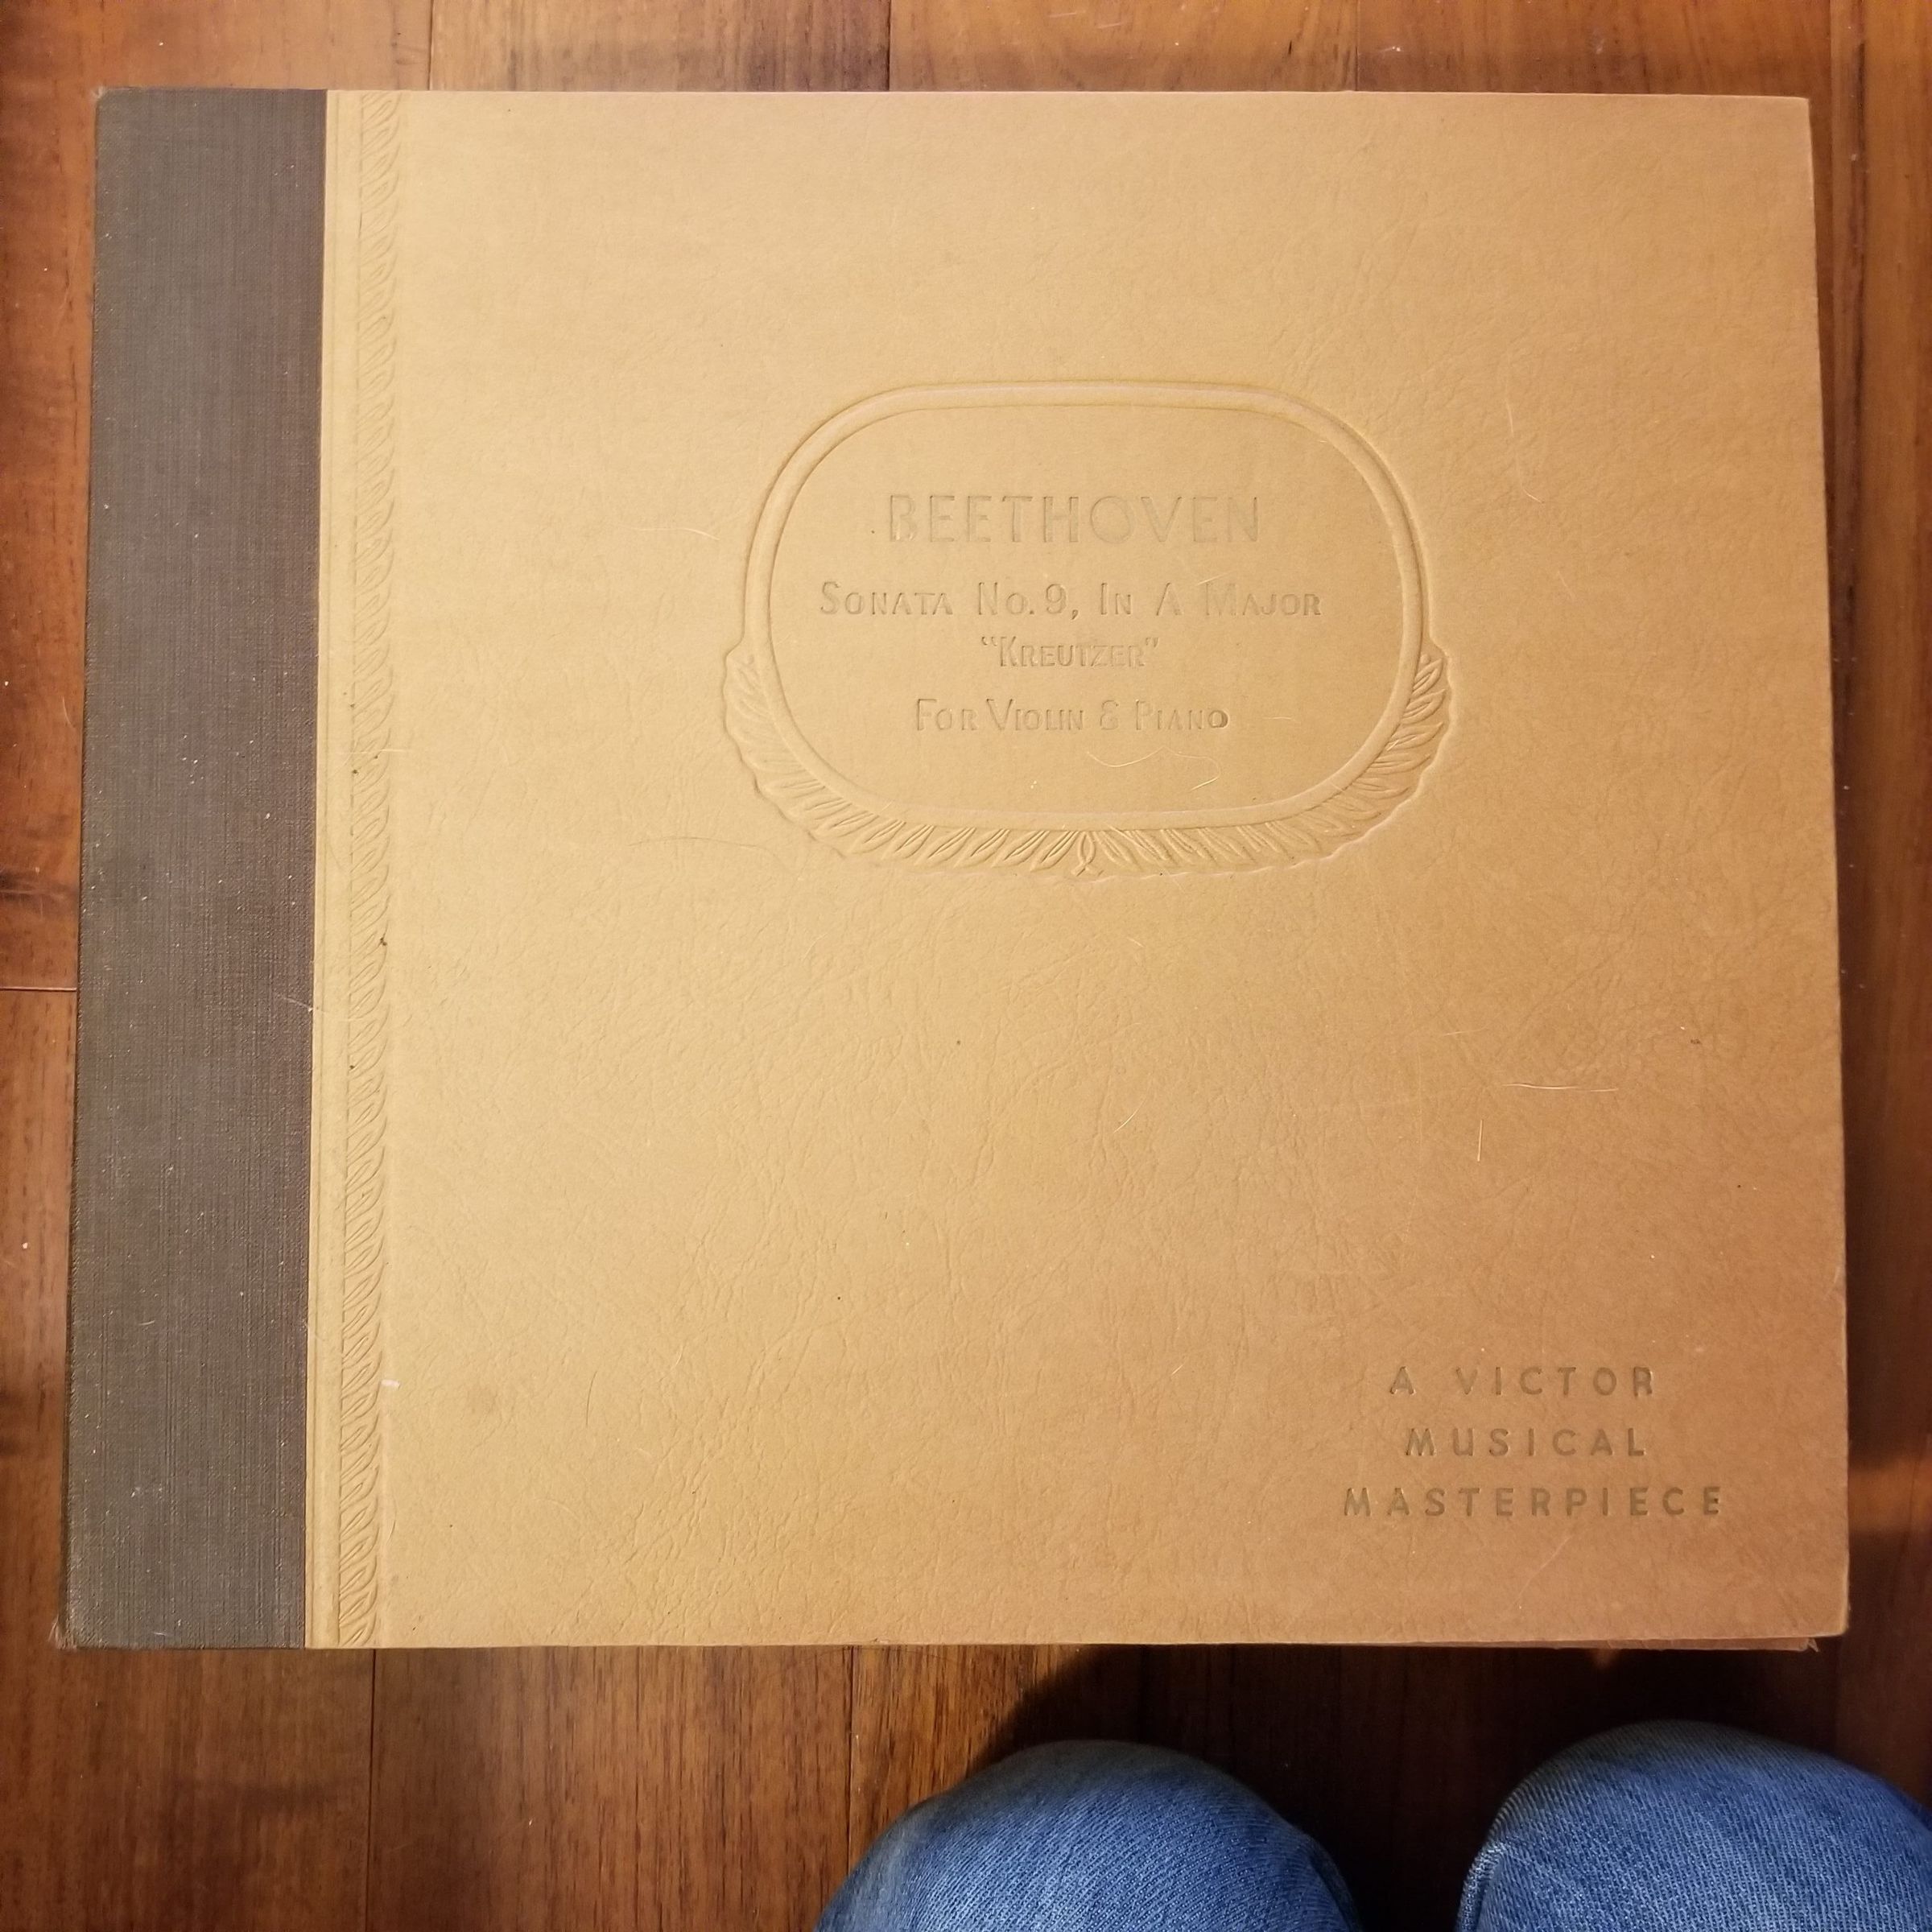 BEETHOVEN
SONATA NO. 9, IN A MAJOR
"KREUTZER"
FOR VIOLIN & PIANO
A VICTOR
MUSICAL
MASTERPIECE